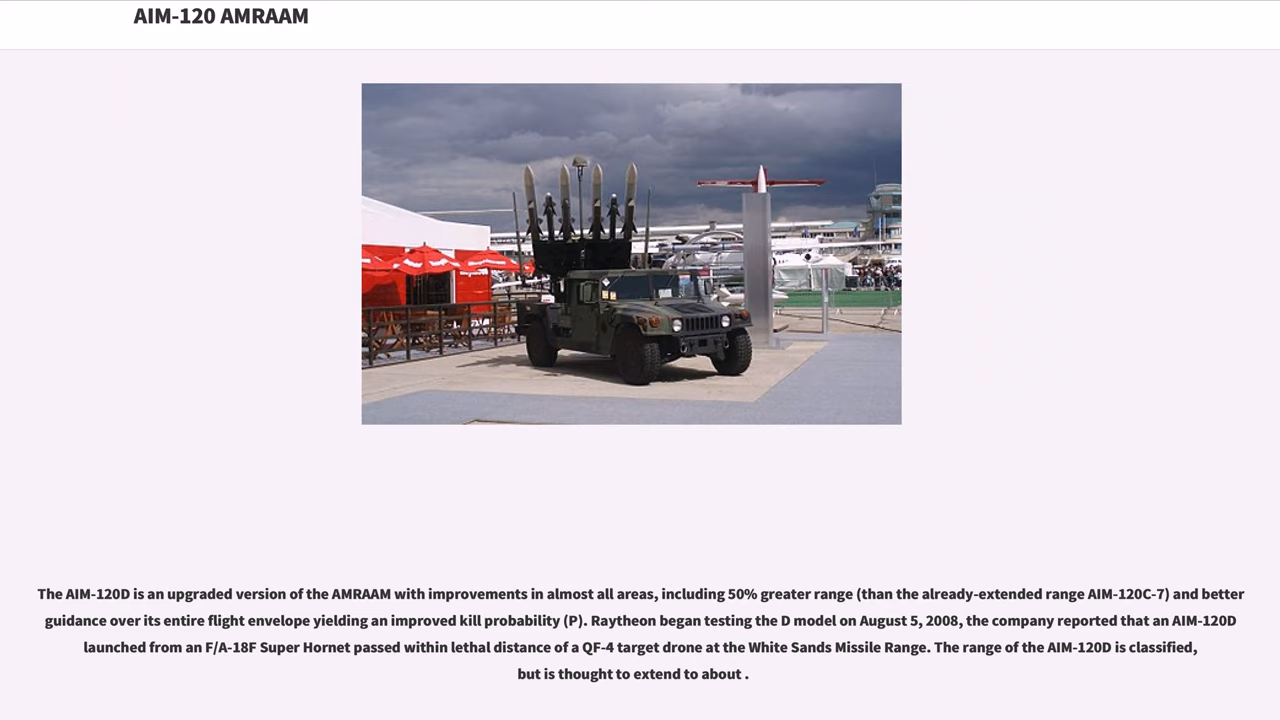 AIM-120 AMRAAM
The AIM-120D is an upgraded version of the AMRAAM with improvements in almost all areas, including 50% greater range (than the already-extended range AIM-120C-7) and better
guidance over its entire flight envelope yielding an improved kill probability (P). Raytheon began testing the D model on August 5, 2008, the company reported that an AIM-120D
launched from an F/A-18F Super Hornet passed within lethal distance of a QF-4 target drone at the White Sands Missile Range. The range of the AIM-120D is classified,
but is thought to extend to about .